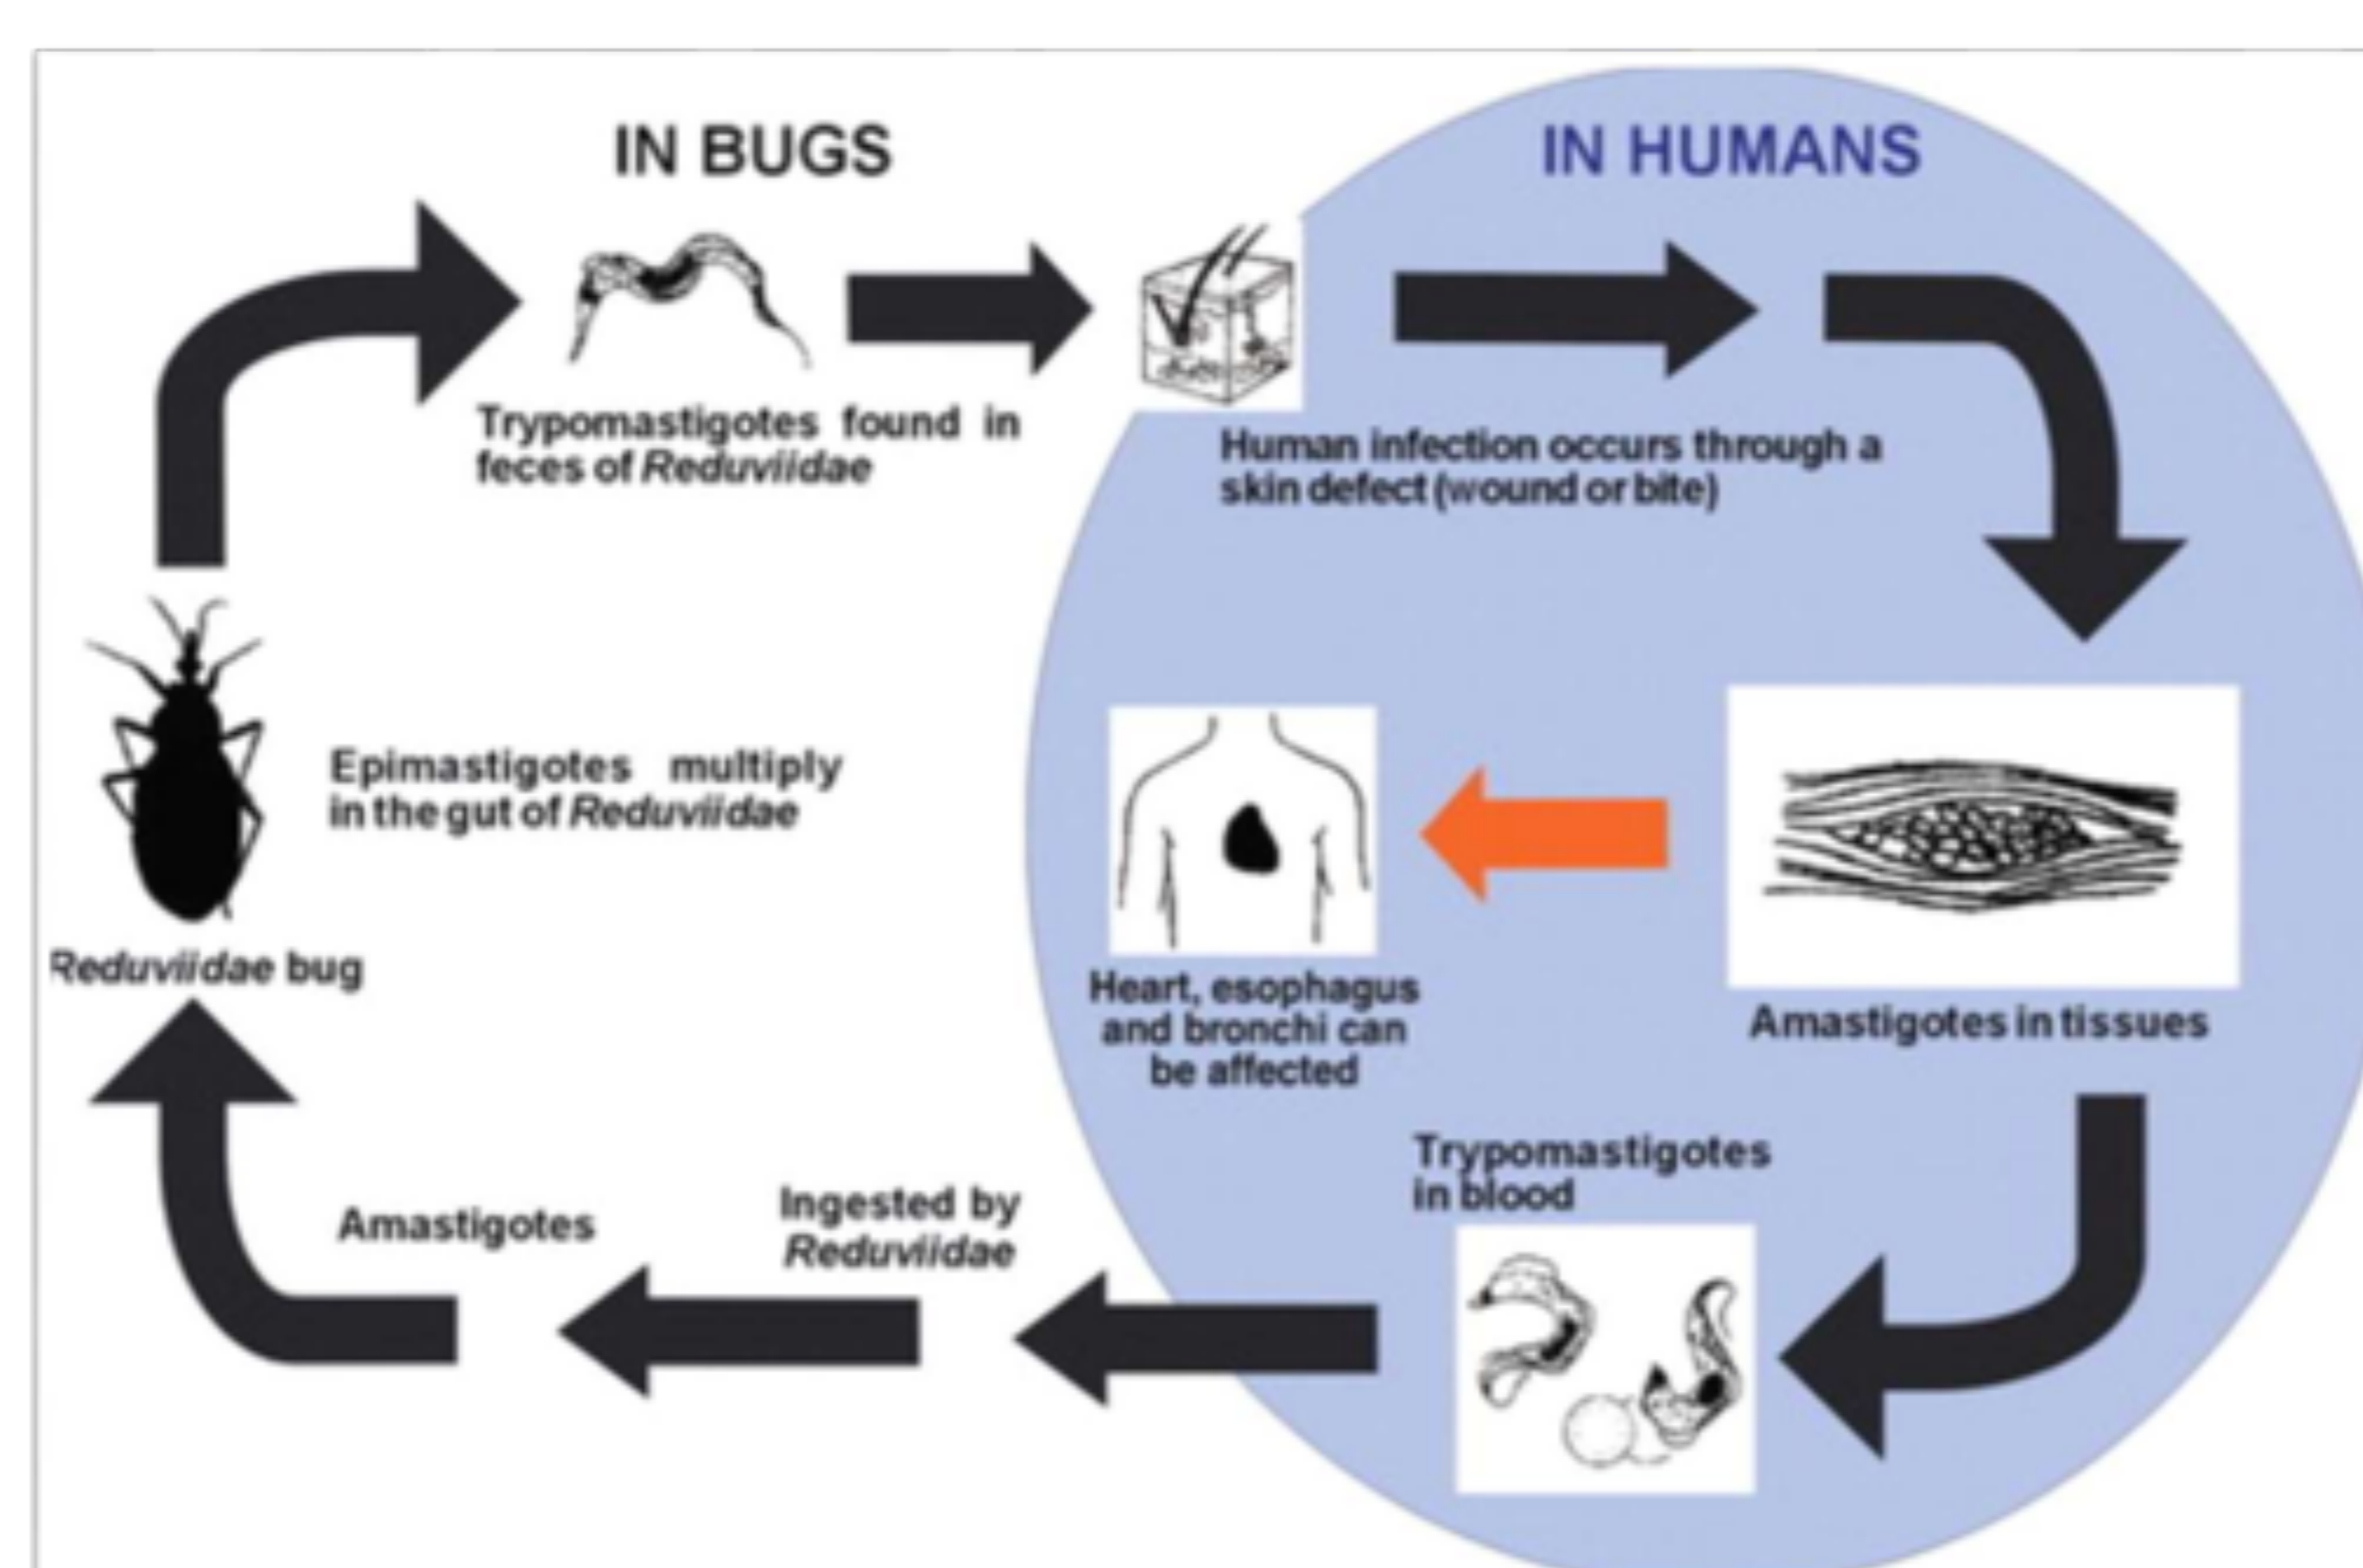 IN BUGS
IN HUMANS
Trypomastigotes found in
feces of Reduviidae
Human infection occurs through a
skin defect (wound or bite)
Epimastigotes multiply
in the gut of Reduviidae
Reduviidae bug
Heart, esophagus
and bronchi can
be affected
Amastigotes in tissues
Trypomastigotes
in blood
Ingested by
Reduviidae
Amastigotes